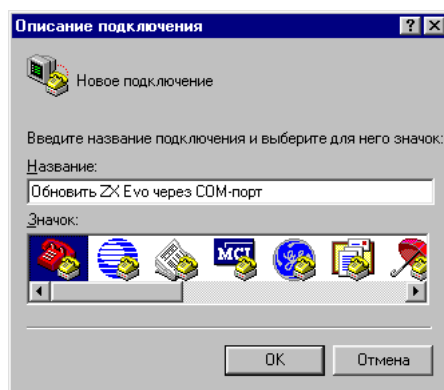 Описание подключения
Новое подключение
Введите название подключения и выберите для него значок:
Название:
Обновить ZX Evo через COM-порт
Значок:
MCI
OK
Отмена